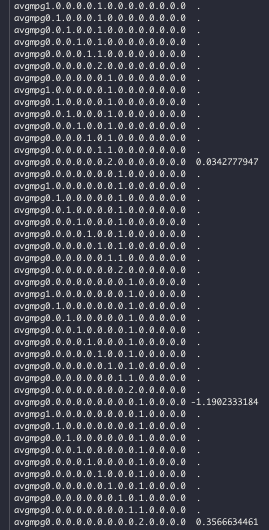 avgmpg1.0.0.0.0.1.0.0.0.0.0.0.0.0 .
avgmpg0.1.0.0.0.1.0.0.0.0.0.0.0.0 .
avgmpg0.0.1.0.0.1.0.0.0.0.0.0.0.0 .
avgmpg0.0.0.1.0.1.0.0.0.0.0.0.0.0 .
avgmpg0.0.0.0.1.1.0.0.0.0.0.0.0.0 .
avgmpg0.0.0.0.0.2.0.0.0.0.0.0.0.0 .
avgmpg0.0.0.0.0.0.1.0.0.0.0.0.0.0 .
avgmpg1.0.0.0.0.0.1.0.0.0.0.0.0.0 .
avgmpg0.1.0.0.0.0.1.0.0.0.0.0.0.0 .
avgmpg0.0.1.0.0.0.1.0.0.0.0.0.0.0 .
avgmpg0.0.0.1.0.0.1.0.0.0.0.0.0.0 .
avgmpg0.0.0.0.1.0.1.0.0.0.0.0.0.0 .
avgmpg0.0.0.0.0.1.1.0.0.0.0.0.0.0 .
avgmpg0.0.0.0.0.0.2.0.0.0.0.0.0.0 0.0342777947
avgmpg0.0.0.0.0.0.0.1.0.0.0.0.0.0 .
avgmpg1.0.0.0.0.0.0.1.0.0.0.0.0.0 .
avgmpg0.1.0.0.0.0.0.1.0.0.0.0.0.0 .
avgmpg0.0.1.0.0.0.0.1.0.0.0.0.0.0 .
avgmpg0.0.0.1.0.0.0.1.0.0.0.0.0.0 .
avgmpg0.0.0.0.1.0.0.1.0.0.0.0.0.0 .
avgmpg0.0.0.0.0.1.0.1.0.0.0.0.0.0 .
avgmpg0.0.0.0.0.0.1.1.0.0.0.0.0.0 .
avgmpg0.0.0.0.0.0.0.2.0.0.0.0.0.0 .
avgmpg0.0.0.0.0.0.0.0.1.0.0.0.0.0 .
avgmpg1.0.0.0.0.0.0.0.1.0.0.0.0.0 .
avgmpg0.1.0.0.0.0.0.0.1.0.0.0.0.0 .
avgmpg0.0.1.0.0.0.0.0.1.0.0.0.0.0 .
avgmpg0.0.0.1.0.0.0.0.1.0.0.0.0.0 .
avgmpg0.0.0.0.1.0.0.0.1.0.0.0.0.0 .
avgmpg0.0.0.0.0.1.0.0.1.0.0.0.0.0 .
avgmpg0.0.0.0.0.0.1.0.1.0.0.0.0.0 .
avgmpg0.0.0.0.0.0.0.1.1.0.0.0.0.0 .
avgmpg0.0.0.0.0.0.0.0.2.0.0.0.0.0 .
avgmpg0.0.0.0.0.0.0.0.0.1.0.0.0.0 -1.1902333184
avgmpg1.0.0.0.0.0.0.0.0.1.0.0.0.0 .
avgmpg0.1.0.0.0.0.0.0.0.1.0.0.0.0 .
avgmpg0.0.1.0.0.0.0.0.0.1.0.0.0.0 .
avgmpg0.0.0.1.0.0.0.0.0.1.0.0.0.0 .
avgmpg0.0.0.0.1.0.0.0.0.1.0.0.0.0 .
avgmpg0.0.0.0.0.1.0.0.0.1.0.0.0.0 .
avgmpg0.0.0.0.0.0.1.0.0.1.0.0.0.0 .
avgmpg0.0.0.0.0.0.0.1.0.1.0.0.0.0 .
avgmpg0.0.0.0.0.0.0.0.1.1.0.0.0.0 .
avgmpg0.0.0.0.0.0.0.0.0.2.0.0.0.0 0.3566634461